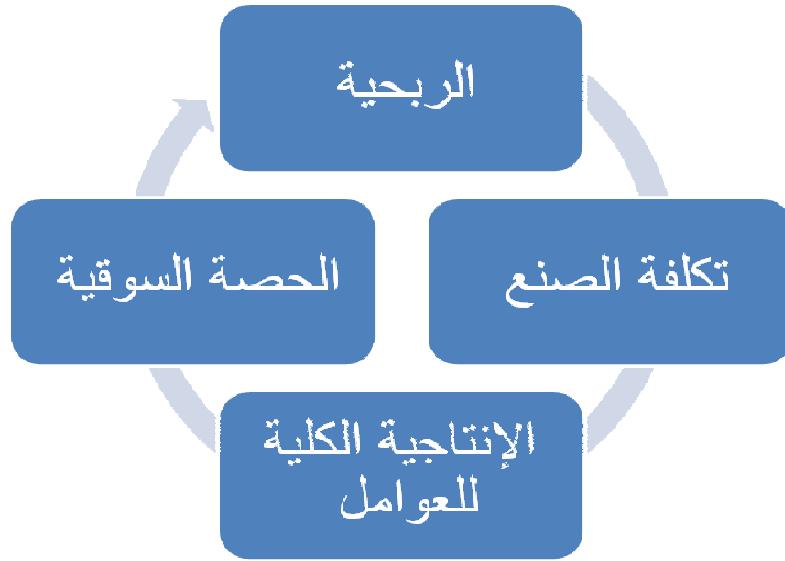 الربحية
تكلفة الصنع
الحصة السوقية
الإنتاجية الكلية
للعوامل